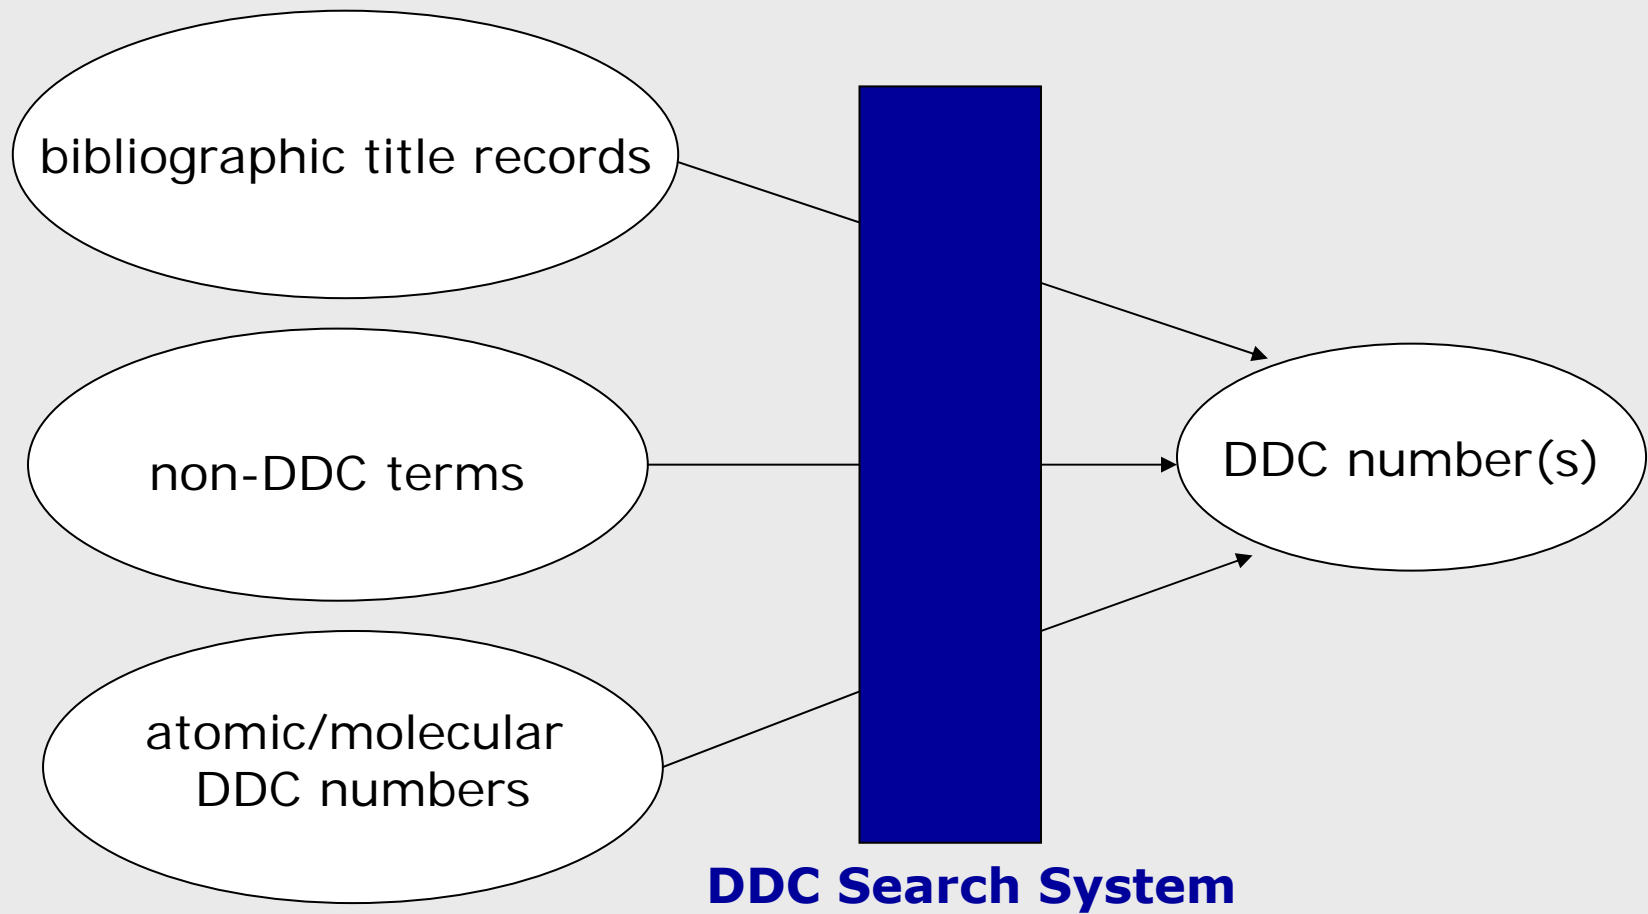 bibliographic title records
non-DDC terms
DDC number(s)
atomic/molecular
DDC numbers
DDC Search System